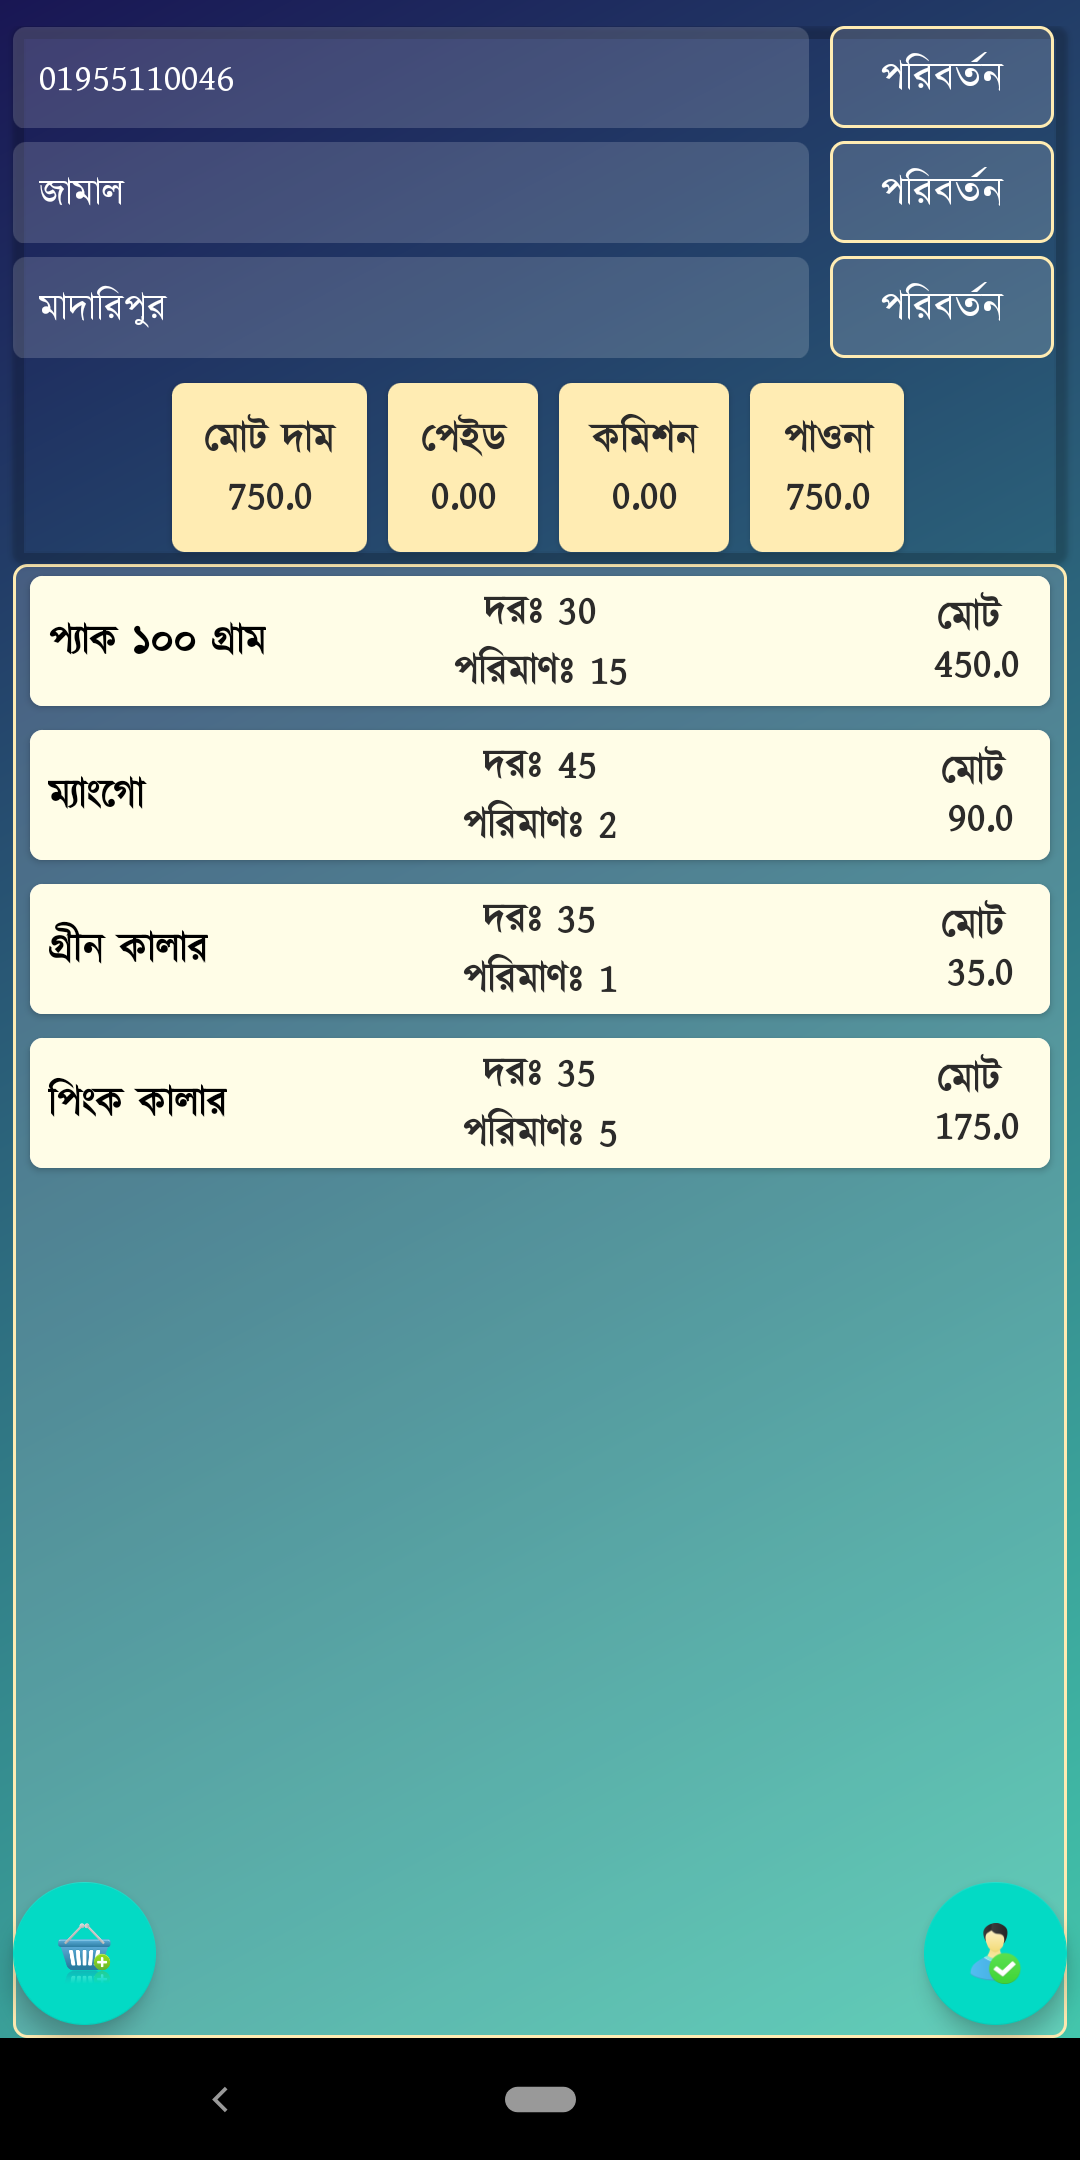 01955110046
পরিবর্তন
জামাল
পরিবর্তন
মাদারিপুর
পরিবর্তন
মোট দাম
750.0
পেইড
0.00
কমিশন
0.00
পাওনা
750.0
প্যাক ১০০ গ্রাম
দরঃ 30
পরিমাণঃ 15
মোট
450.0
ম্যাংগো
দরঃ 45
পরিমাণঃ 2
মোট
90.0
গ্রীন কালার
দরঃ 35
পরিমাণঃ 1
মোট
35.0
পিংক কালার
দরঃ 35
পরিমাণঃ 5
মোট
175.0